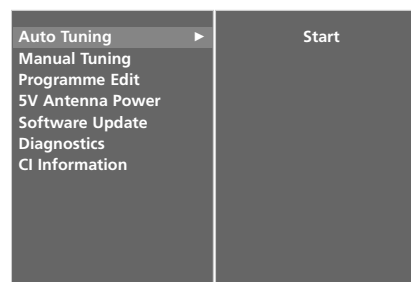 Auto Tuning ► Start
Manual Tuning
Programme Edit
5V Antenna Power
Software Update
Diagnostics
CI Information